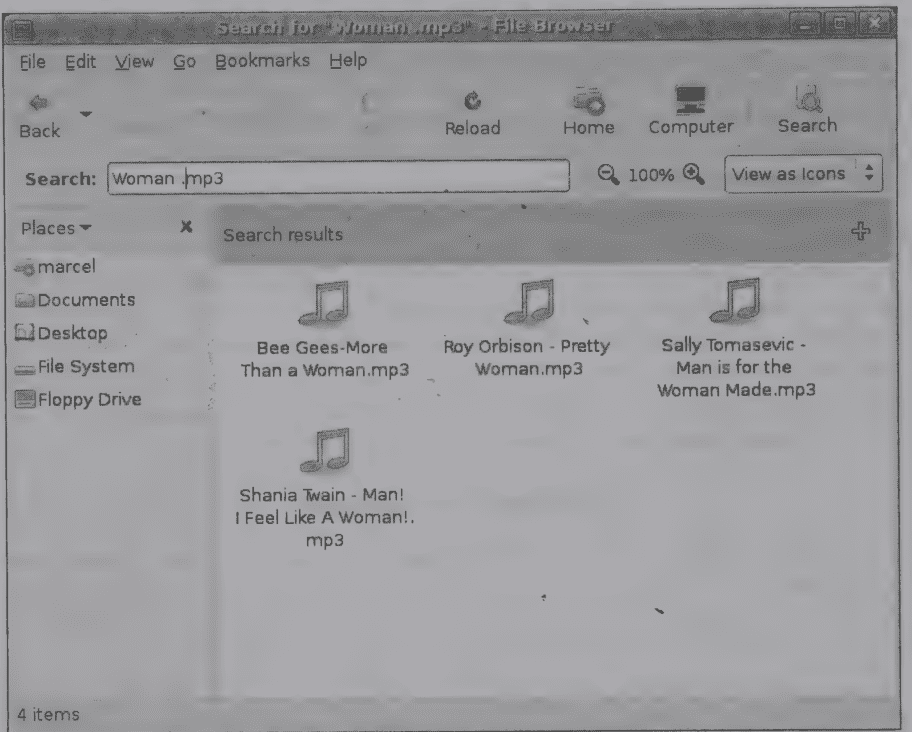 Search for "Woman .mp3" - File Browser
File Edit View Go Bookmarks Help
Back Reload Home Computer Search
Search: Woman .mp3 100% View as Icons
Places Search results
marcel
Documents
Desktop
File System
Floppy Drive
Bee Gees-More
Than a Woman.mp3
Roy Orbison - Pretty
Woman.mp3
Sally Tomasevic -
Man is for the
Woman Made.mp3
Shania Twain - Man!
I Feel Like A Woman!.
mp3
4 items